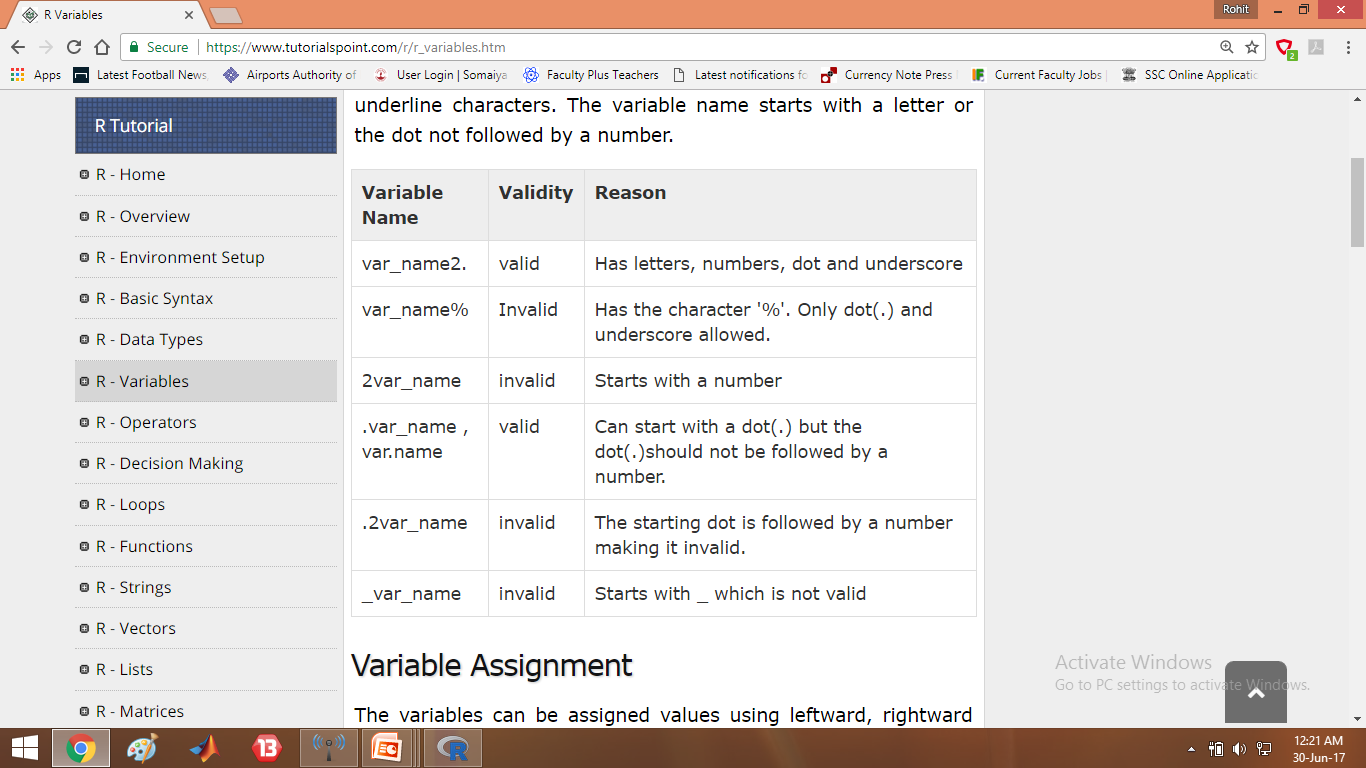 R Variables
Rohit
Secure
https://www.tutorialspoint.com/r/r_variables.htm
2
Apps
Latest Football News
Airports Authority of
User Login | Somaiya
Faculty Plus Teachers
Latest notifications fo
Currency Note Press
Current Faculty Jobs
SSC Online Applicatio
R Tutorial
R - Home
R - Overview
R - Environment Setup
R - Basic Syntax
R - Data Types
R - Variables
R - Operators
R - Decision Making
R - Loops
R - Functions
R - Strings
R - Vectors
R - Lists
R - Matrices
underline characters. The variable name starts with a letter or
the dot not followed by a number.
Variable Name Validity Reason
var_name2. valid Has letters, numbers, dot and underscore
var_name% Invalid Has the character '%'. Only dot(.) and
underscore allowed.
2var_name invalid Starts with a number
.var_name , var.name valid Can start with a dot(.) but the
dot(.)should not be followed by a
number.
.2var_name invalid The starting dot is followed by a number
making it invalid.
_var_name invalid Starts with _ which is not valid
Variable Assignment
The variables can be assigned values using leftward, rightward
Activate Windows
Go to PC settings to activate Windows.
13
R
12:21 AM
30-Jun-17